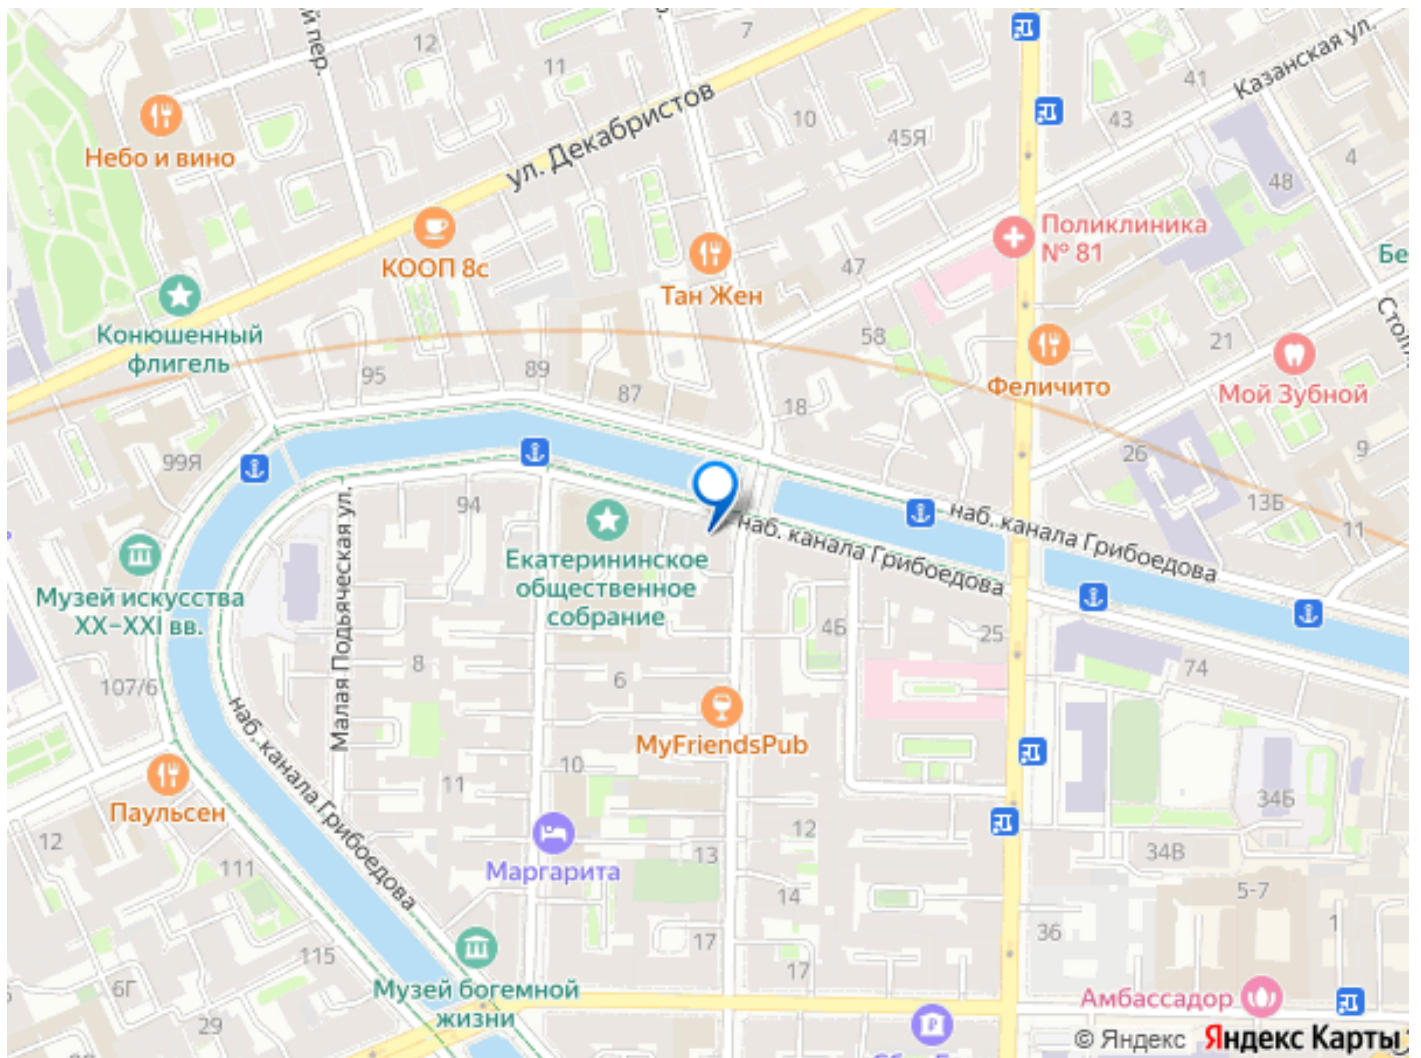 й пер.
12
7
11
ул. Декабристов
10
45Я
Казанская ул.
41
43
4
48
Небо и вино
КООП 8с
Тан Жен
47
Поликлиника
№ 81
Бе
Конюшенный
флигель
58
21
Феличито
Мой Зубной
95
89
87
18
99Я
26
9
13Б
11
94
Малая Подьяческая ул.
Екатерининское
общественное
собрание
наб. канала Грибоедова
наб. канала Грибоедова
Музей искусства
XX–XXI вв.
107/6
8
6
4Б
25
74
наб. канала Грибоедова
MyFriendsPub
10
11
Паульсен
12
111
Маргарита
13
12
14
34Б
34В
5-7
1
36
17
17
115
6Г
29
Музей богемной
жизни
Амбассадор
© Яндекс
Яндекс Карты